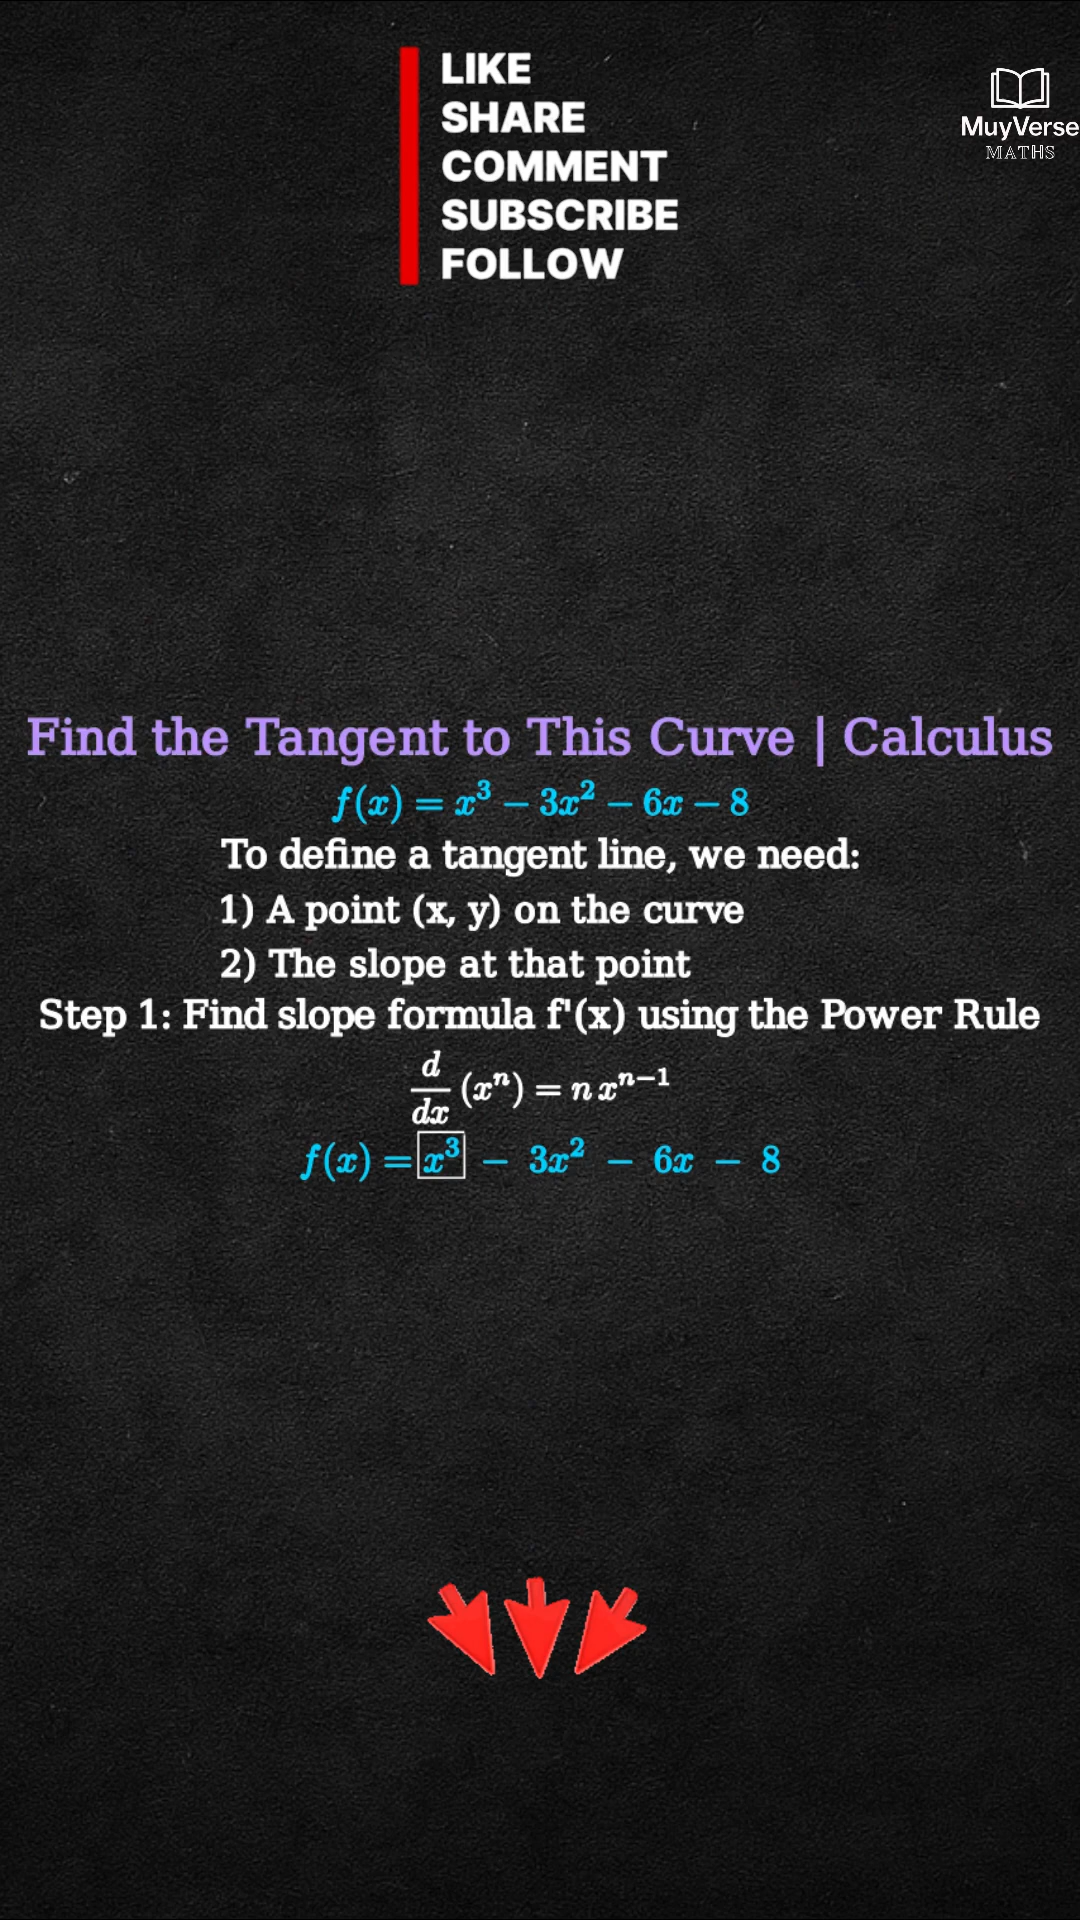 LIKE
SHARE
COMMENT
SUBSCRIBE
FOLLOW
MuyVerse
MATHS
Find the Tangent to This Curve | Calculus
f(x) = x³ − 3x² − 6x − 8
To define a tangent line, we need:
1) A point (x, y) on the curve
2) The slope at that point
Step 1: Find slope formula f'(x) using the Power Rule
d/dx (xⁿ) = n xⁿ⁻¹
f(x) = x³ − 3x² − 6x − 8